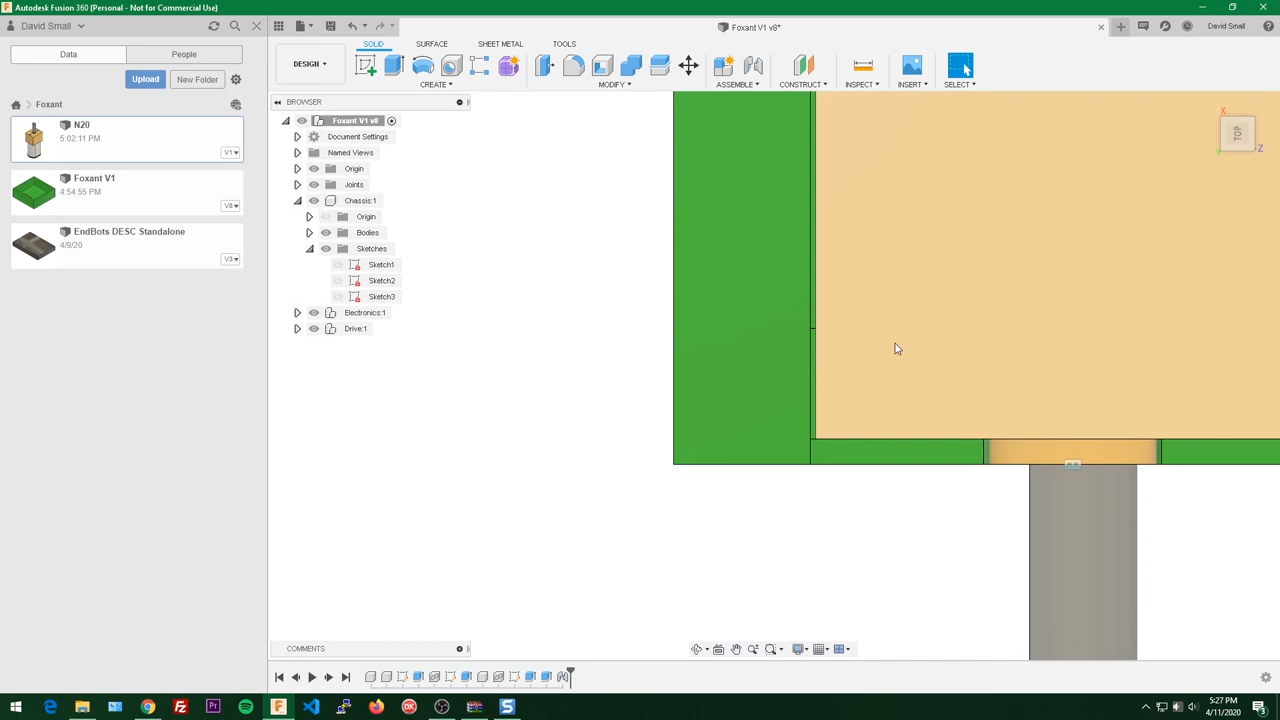 Autodesk Fusion 360 (Personal - Not for Commercial Use)
David Small
Foxant V1 v8*
David Small
Data
People
Upload
New Folder
Foxant
N20
5:02:11 PM
V1
Foxant V1
4:54:55 PM
V8
EndBots DESC Standalone
4/9/20
V3
DESIGN
SOLID
SURFACE
SHEET METAL
TOOLS
CREATE
MODIFY
ASSEMBLE
CONSTRUCT
INSPECT
INSERT
SELECT
BROWSER
Foxant V1 v8
Document Settings
Named Views
Origin
Joints
Chassis:1
Origin
Bodies
Sketches
Sketch1
Sketch2
Sketch3
Electronics:1
Drive:1
X
TOP
Y
Z
COMMENTS
5:27 PM
4/11/2020
3